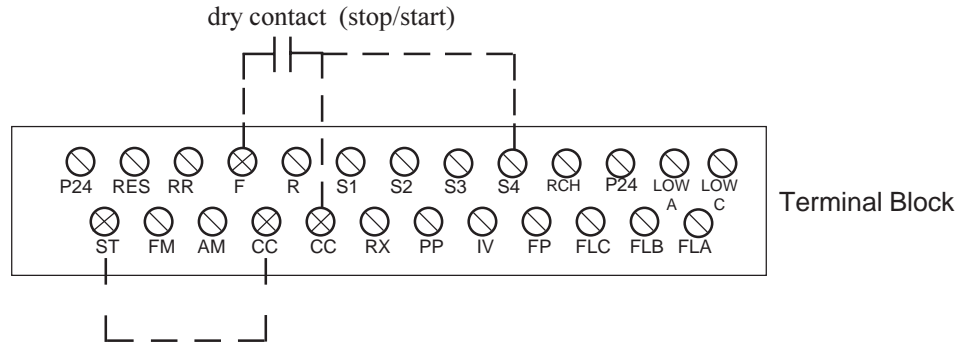 dry contact (stop/start)
P24 RES RR F R S1 S2 S3 S4 RCH P24 LOW LOW
A C
Terminal Block
ST FM AM CC CC RX PP IV FP FLC FLB FLA